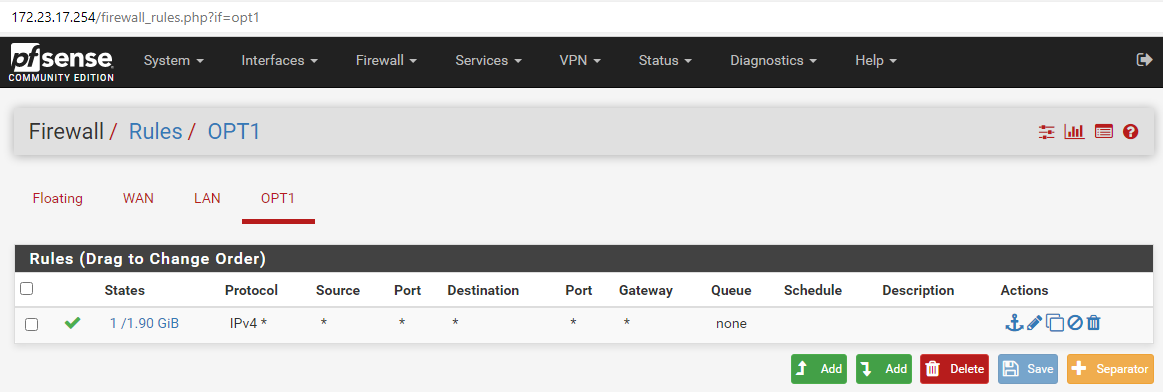 172.23.17.254/firewall_rules.php?if=opt1
pfsense COMMUNITY EDITION System Interfaces Firewall Services VPN Status Diagnostics Help
Firewall / Rules / OPT1
Floating WAN LAN OPT1
Rules (Drag to Change Order)
States Protocol Source Port Destination Port Gateway Queue Schedule Description Actions
1 /1.90 GiB IPv4 * * * * * * none
Add Add Delete Save Separator